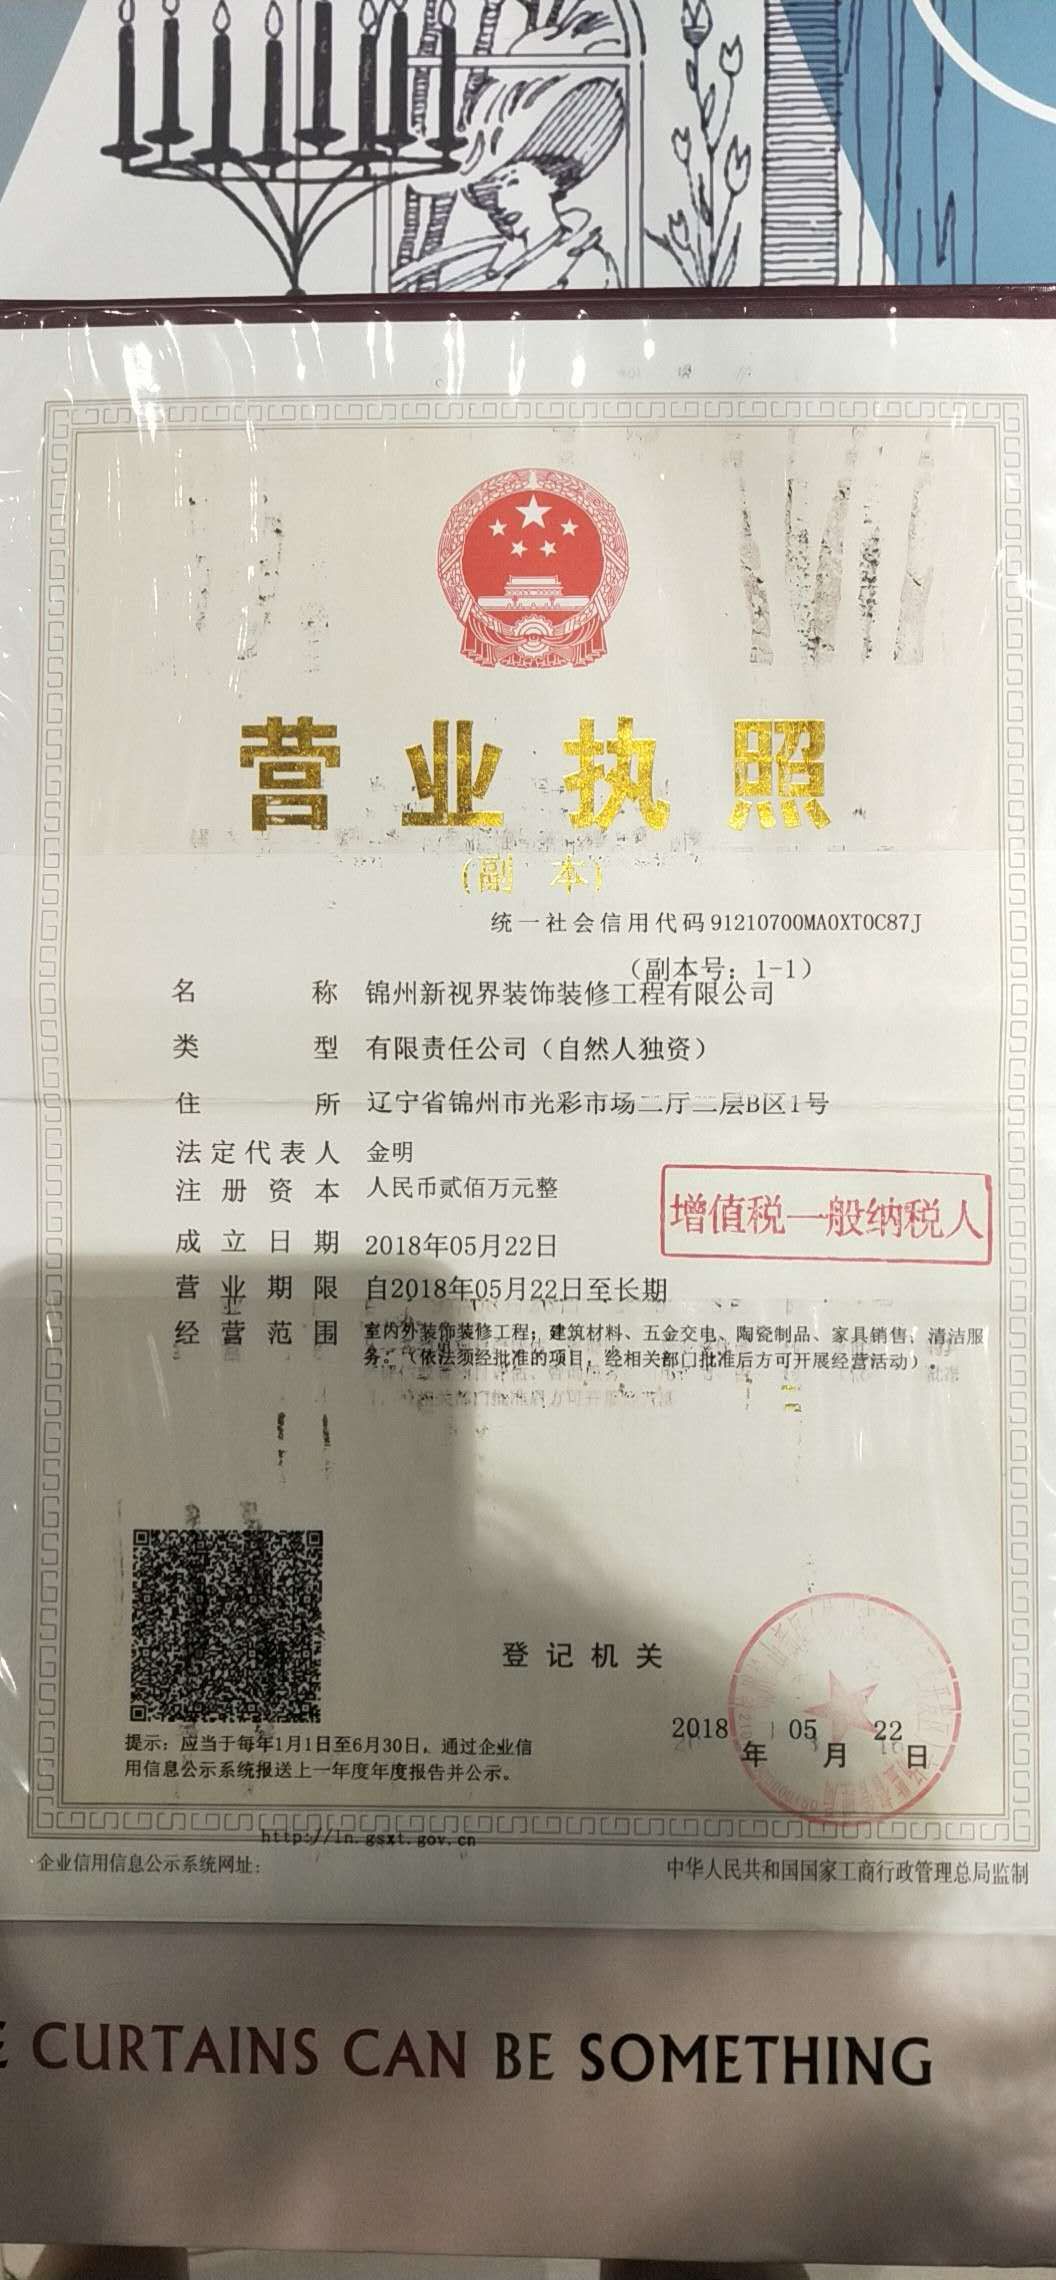 营业执照
(副 本)
统一社会信用代码91210700MA0XT0C87J
(副本号: 1-1)
名 称 锦州新视界装饰装修工程有限公司
类 型 有限责任公司（自然人独资）
住 所 辽宁省锦州市光彩市场二厅二层B区1号
法定代表人 金明
注册资本 人民币贰佰万元整
增值税一般纳税人
成立日期 2018年05月22日
营业期限 自2018年05月22日至长期
经营范围 室内外装饰装修工程；建筑材料、五金交电、陶瓷制品、家具销售，清洁服
务。（依法须经批准的项目，经相关部门批准后方可开展经营活动）。
登记机关
2018年05月22日
提示：应当于每年1月1日至6月30日，通过企业信
用信息公示系统报送上一年度年度报告并公示。
http://ln.gsxt.gov.cn
企业信用信息公示系统网址：
中华人民共和国国家工商行政管理总局监制
CURTAINS CAN BE SOMETHING